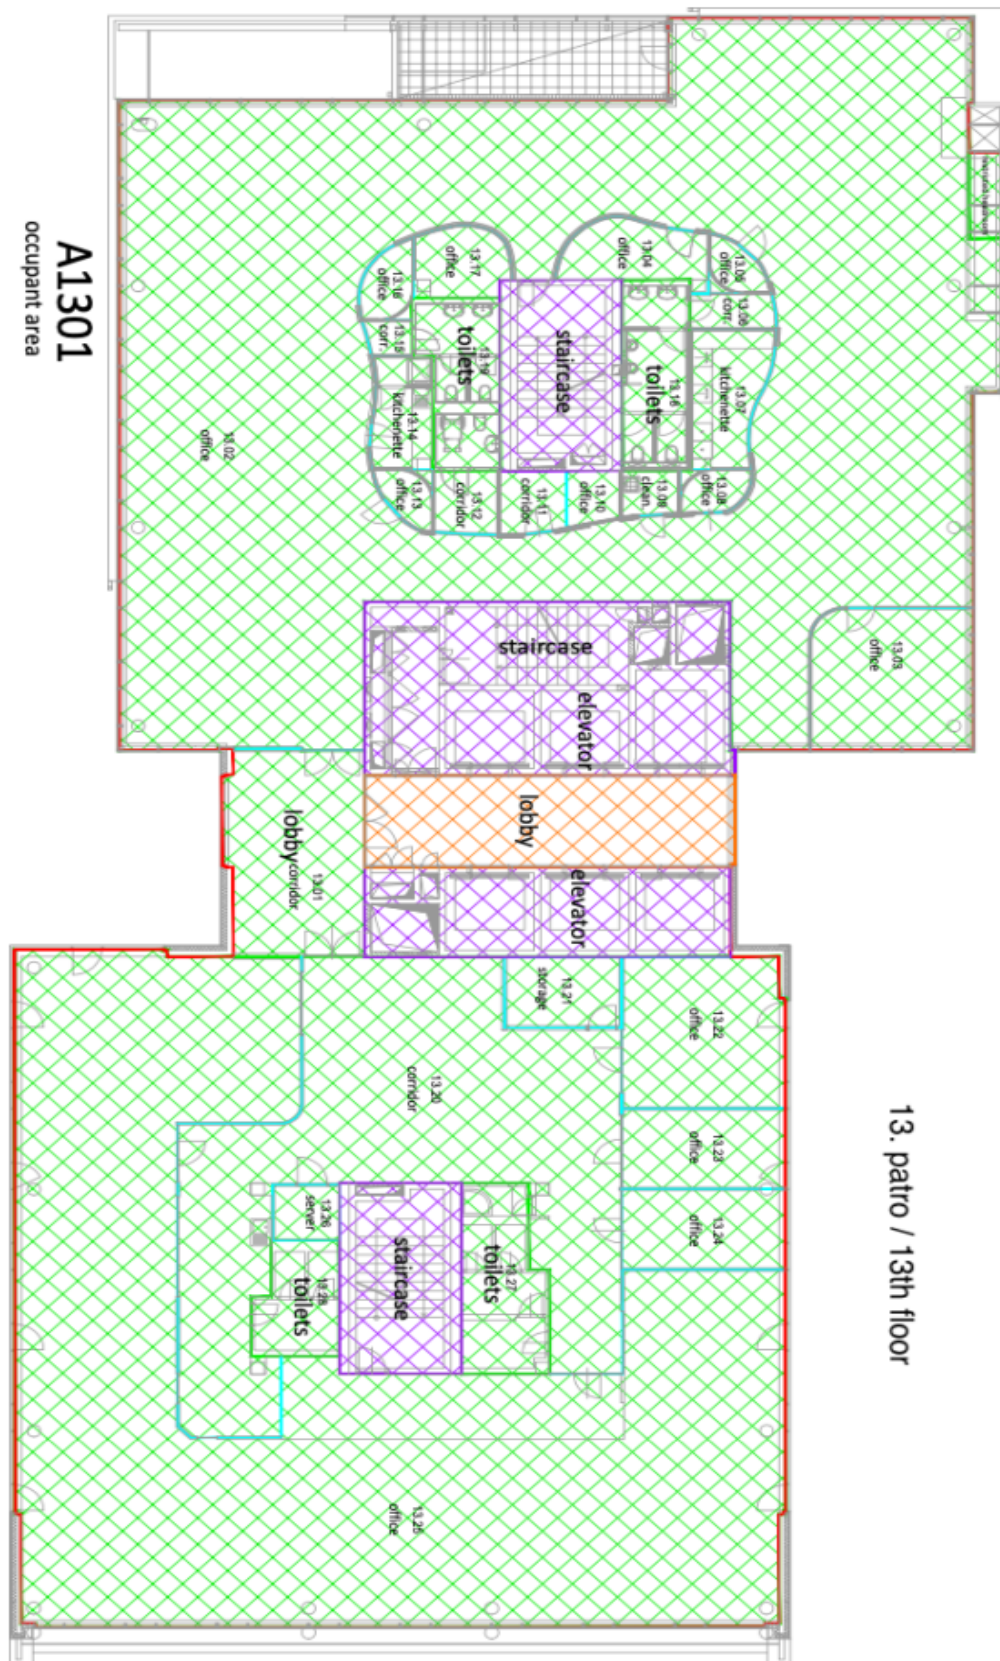 13. patro / 13th floor
A1301
occupant area
13.17
office
13.04
office
13.05
office
13.16
office
13.06
corr.
13.15
corr.
13.19
toilets
staircase
13.07
kitchenette
toilets
13.14
kitchenette
13.02
office
13.13
office
13.12
corridor
13.11
corridor
13.10
office
13.09
clean.
13.08
office
13.03
office
staircase
elevator
lobby
lobby
13.01
corridor
elevator
13.21
storage
13.22
office
13.20
corridor
13.23
office
13.24
office
13.26
server
staircase
13.27
toilets
13.28
toilets
13.25
office